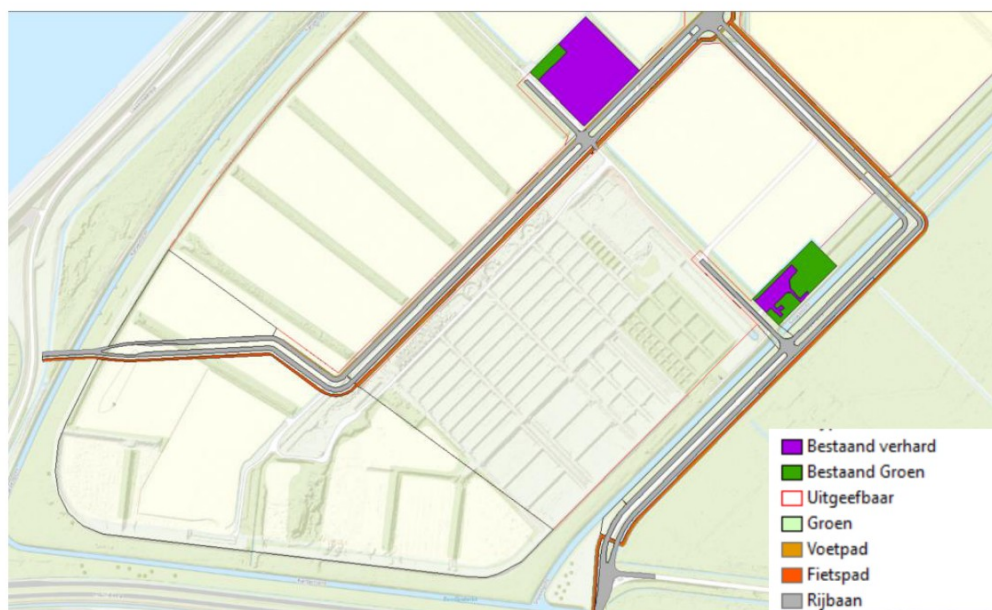 Bestaand verhard
Bestaand Groen
Uitgeefbaar
Groen
Voetpad
Fietspad
Rijbaan